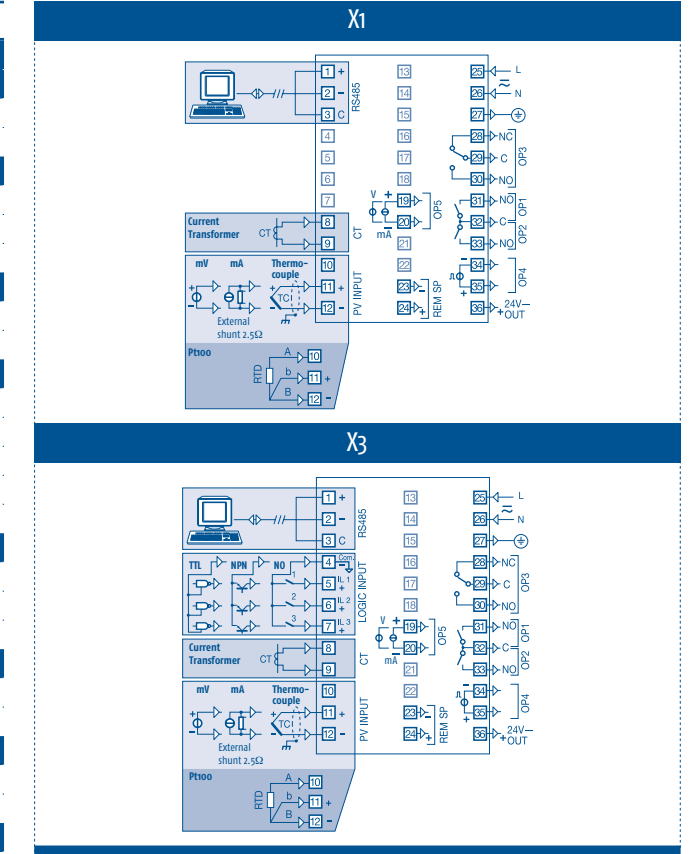 X1
1 + 13 25 L
2 - 14 26 N
3 C 15 27
RS485
4 16 28 NC
5 17 29 C
6 18 30 NO
OP3
7 V + 19 31 NO OP1
mA - 20 32 C
OP5
21 33 NO OP2
Current
Transformer
CT 8
9
CT
mV mA Thermo-
couple
10 22 34 -
+ TC + 11 + 23 - 35 +
OP4
- - 12 - 24 + 36 + 24V
OUT
PV INPUT
REM SP
External
shunt 2.5Ω
Pt100
RTD
A 10
b 11 +
B 12 -
X3
1 + 13 25 L
2 - 14 26 N
3 C 15 27
RS485
TTL NPN NO 4 Com. 16 28 NC
1 5 IL 1 + 17 29 C
2 6 IL 2 + 18 30 NO
OP3
3 7 IL 3 + V + 19 31 NO OP1
LOGIC INPUT
mA - 20 32 C
OP5
21 33 NO OP2
Current
Transformer
CT 8
9
CT
mV mA Thermo-
couple
10 22 34 -
+ TC + 11 + 23 - 35 +
OP4
- - 12 - 24 + 36 + 24V
OUT
PV INPUT
REM SP
External
shunt 2.5Ω
Pt100
RTD
A 10
b 11 +
B 12 -